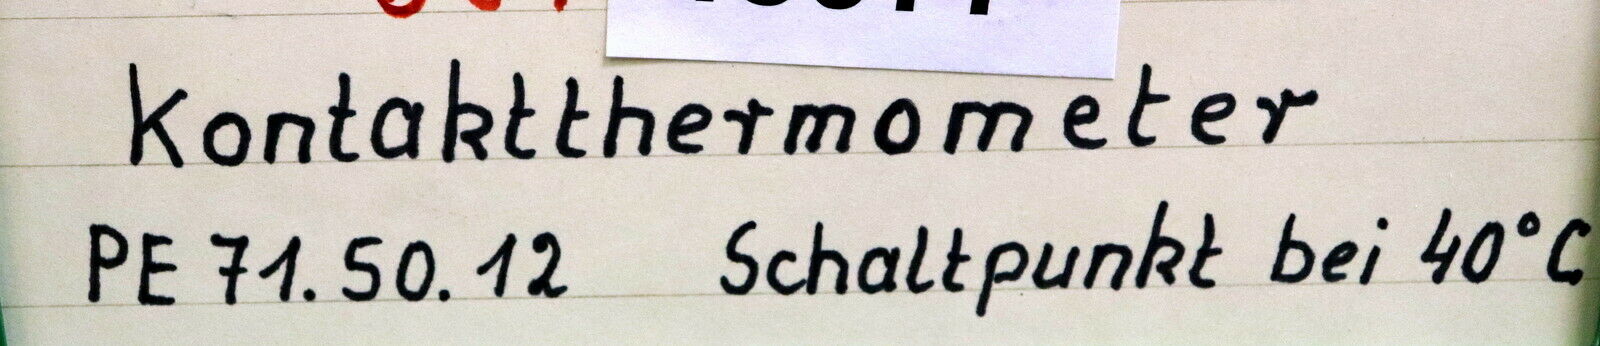 Kontaktthermometer
PE 71.50.12 Schaltpunkt bei 40°C